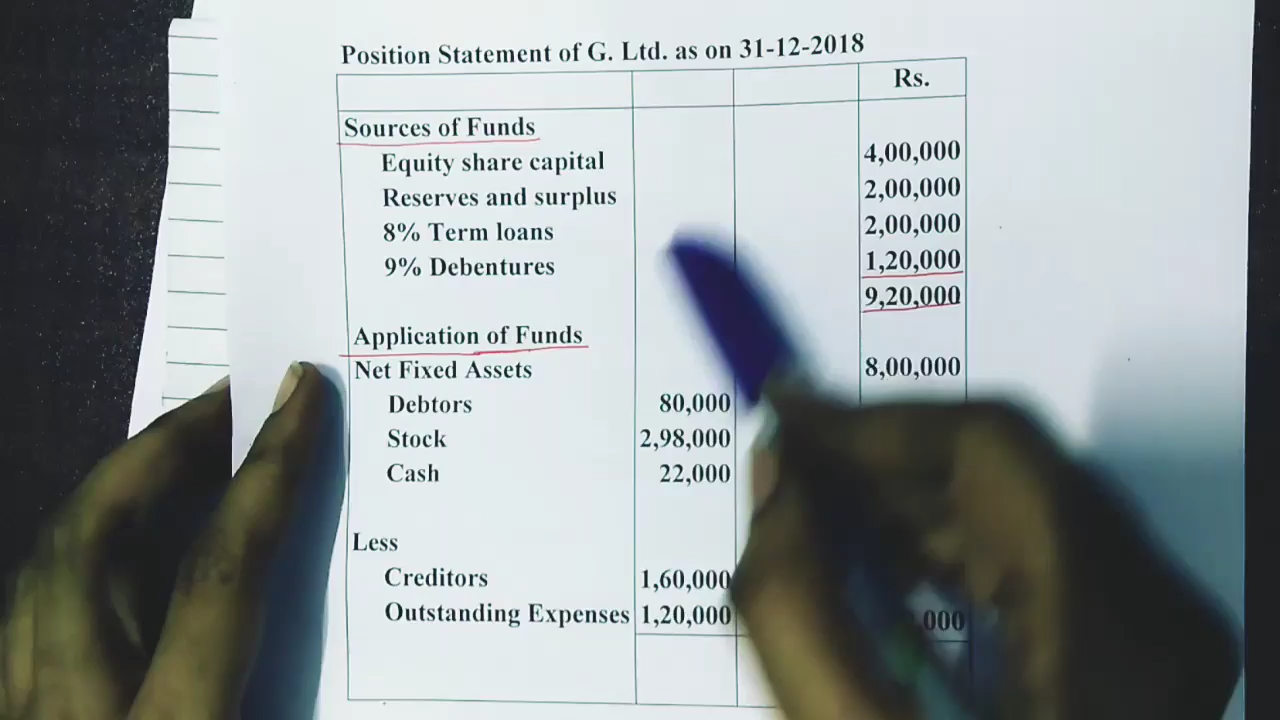 Position Statement of G. Ltd. as on 31-12-2018
Rs.
Sources of Funds
Equity share capital 4,00,000
Reserves and surplus 2,00,000
8% Term loans 2,00,000
9% Debentures 1,20,000
9,20,000
Application of Funds
Net Fixed Assets 8,00,000
Debtors 80,000
Stock 2,98,000
Cash 22,000
Less
Creditors 1,60,000
Outstanding Expenses 1,20,000